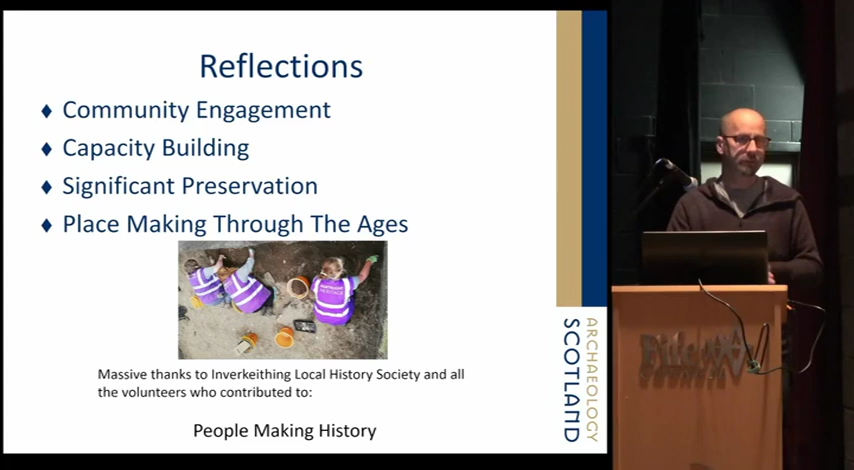 Reflections
Community Engagement
Capacity Building
Significant Preservation
Place Making Through The Ages
Massive thanks to Inverkeithing Local History Society and all
the volunteers who contributed to:
People Making History
ARCHAEOLOGY
SCOTLAND